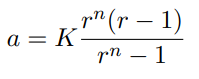 a = K \frac{r^n(r − 1)}{r^n − 1}